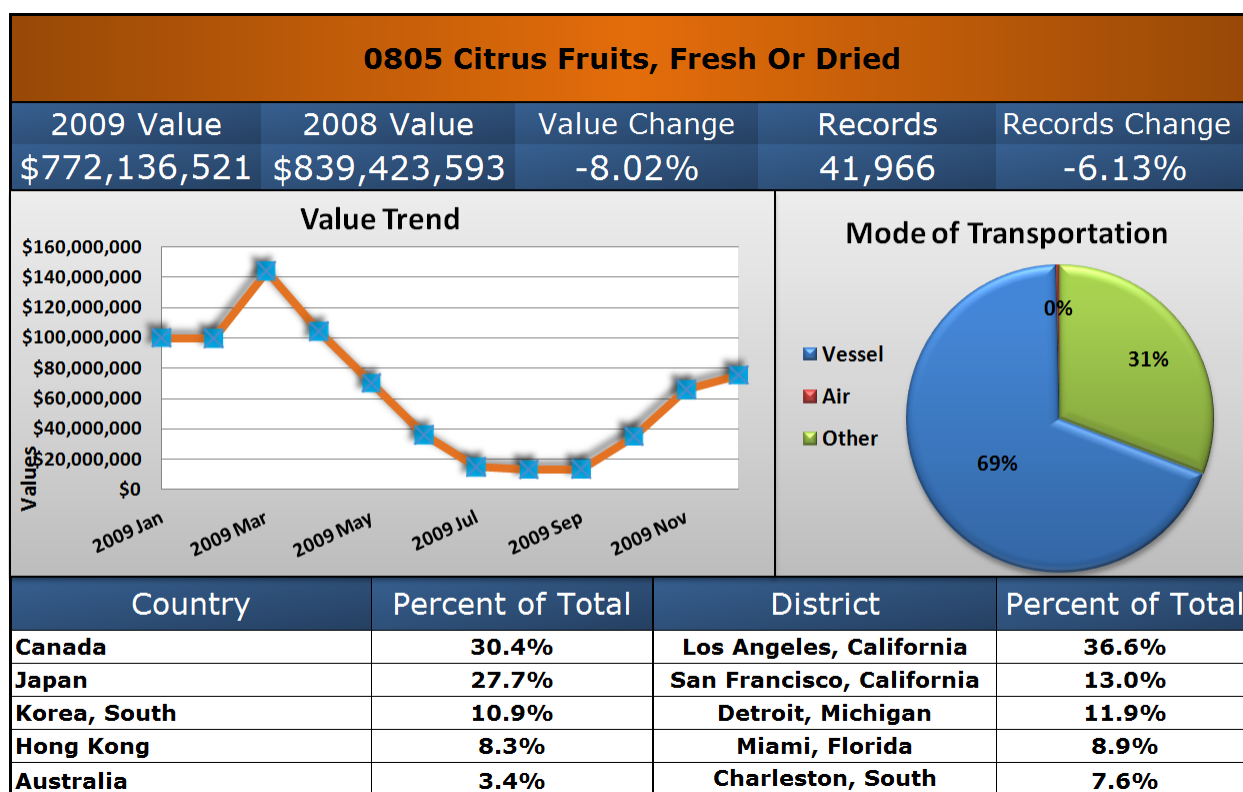 0805 Citrus Fruits, Fresh Or Dried
2009 Value 2008 Value Value Change Records Records Change
$772,136,521 $839,423,593 -8.02% 41,966 -6.13%
Value Trend
$160,000,000
$140,000,000
$120,000,000
$100,000,000
$80,000,000
$60,000,000
$40,000,000
$20,000,000
$0
Values
2009 Jan 2009 Mar 2009 May 2009 Jul 2009 Sep 2009 Nov
Mode of Transportation
Vessel
Air
Other
0%
31%
69%
Country Percent of Total District Percent of Total
Canada 30.4% Los Angeles, California 36.6%
Japan 27.7% San Francisco, California 13.0%
Korea, South 10.9% Detroit, Michigan 11.9%
Hong Kong 8.3% Miami, Florida 8.9%
Australia 3.4% Charleston, South 7.6%